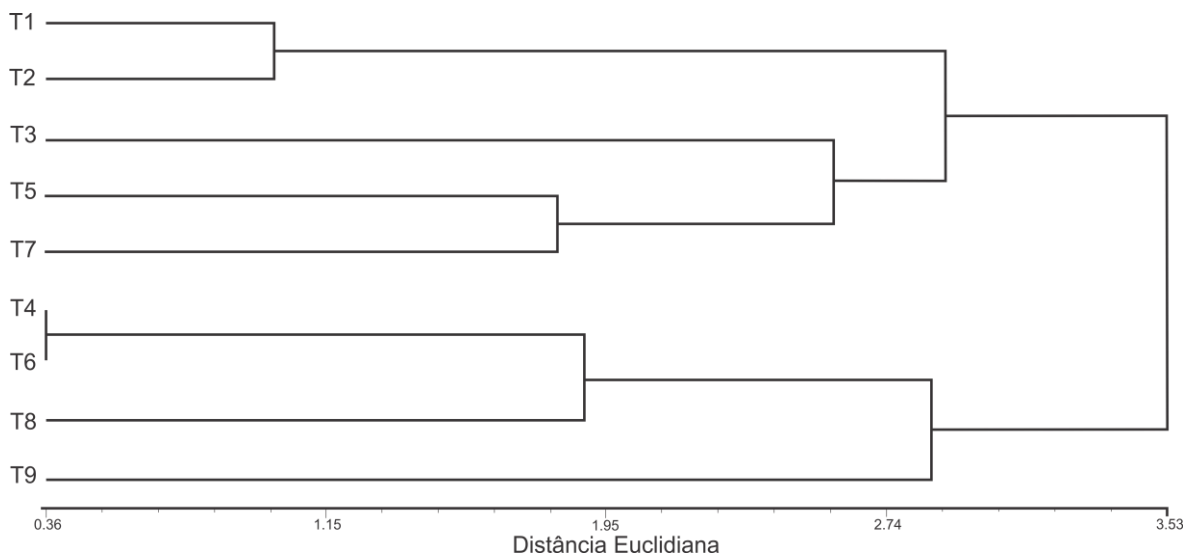 T1
T2
T3
T5
T7
T4
T6
T8
T9
0.36 1.15 1.95 2.74 3.53
Distância Euclidiana